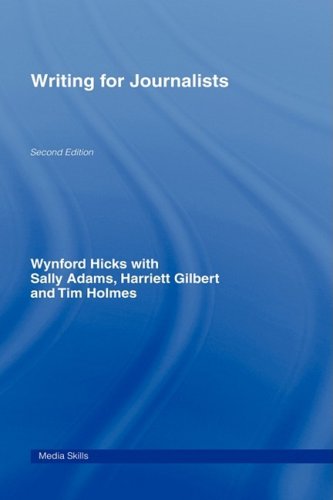 Writing for Journalists
Second Edition
Wynford Hicks with
Sally Adams, Harriett Gilbert
and Tim Holmes
Media Skills